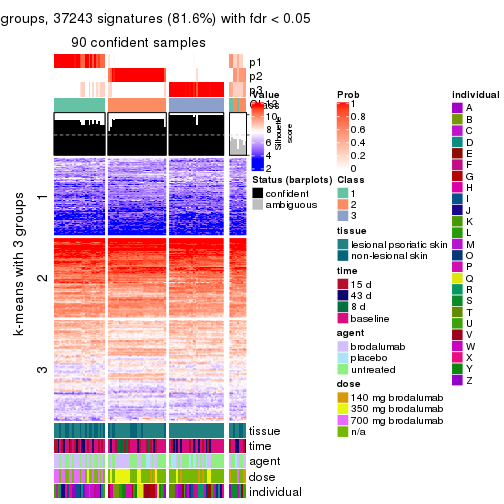 groups, 37243 signatures (81.6%) with fdr < 0.05
90 confident samples
p1
p2
p3
Class
k-means with 3 groups
1
2
3
tissue
time
agent
dose
individual
Value
10
8
6
4
2
Silhouette
score
Status (barplots)
confident
ambiguous
Prob
1
0.8
0.6
0.4
0.2
0
Class
1
2
3
tissue
lesional psoriatic skin
non-lesional skin
time
15 d
43 d
8 d
baseline
agent
brodalumab
placebo
untreated
dose
140 mg brodalumab
350 mg brodalumab
700 mg brodalumab
n/a
individual
A
B
C
D
E
F
G
H
I
J
K
L
M
O
P
Q
R
S
T
U
V
W
X
Y
Z